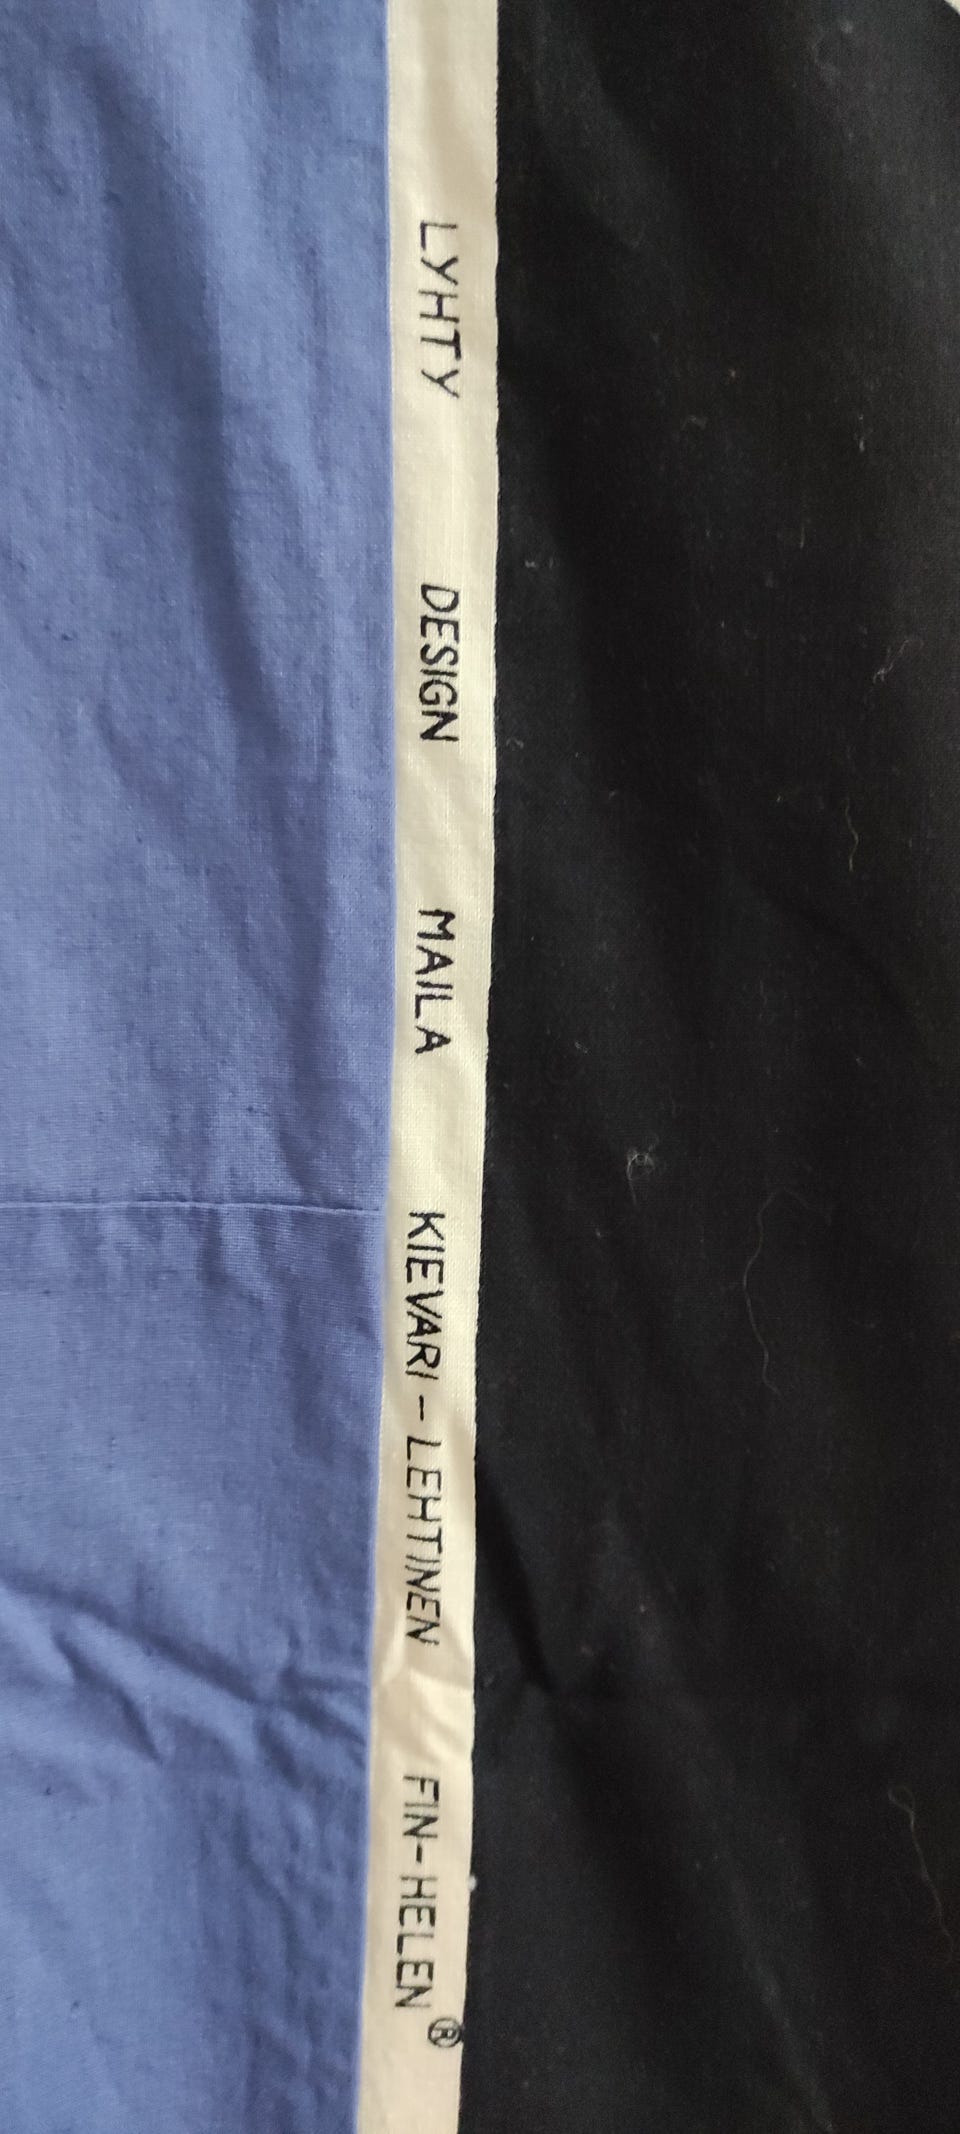 LYHTY DESIGN MAILA KIEVARI-LEHTINEN FIN-HELEN ®